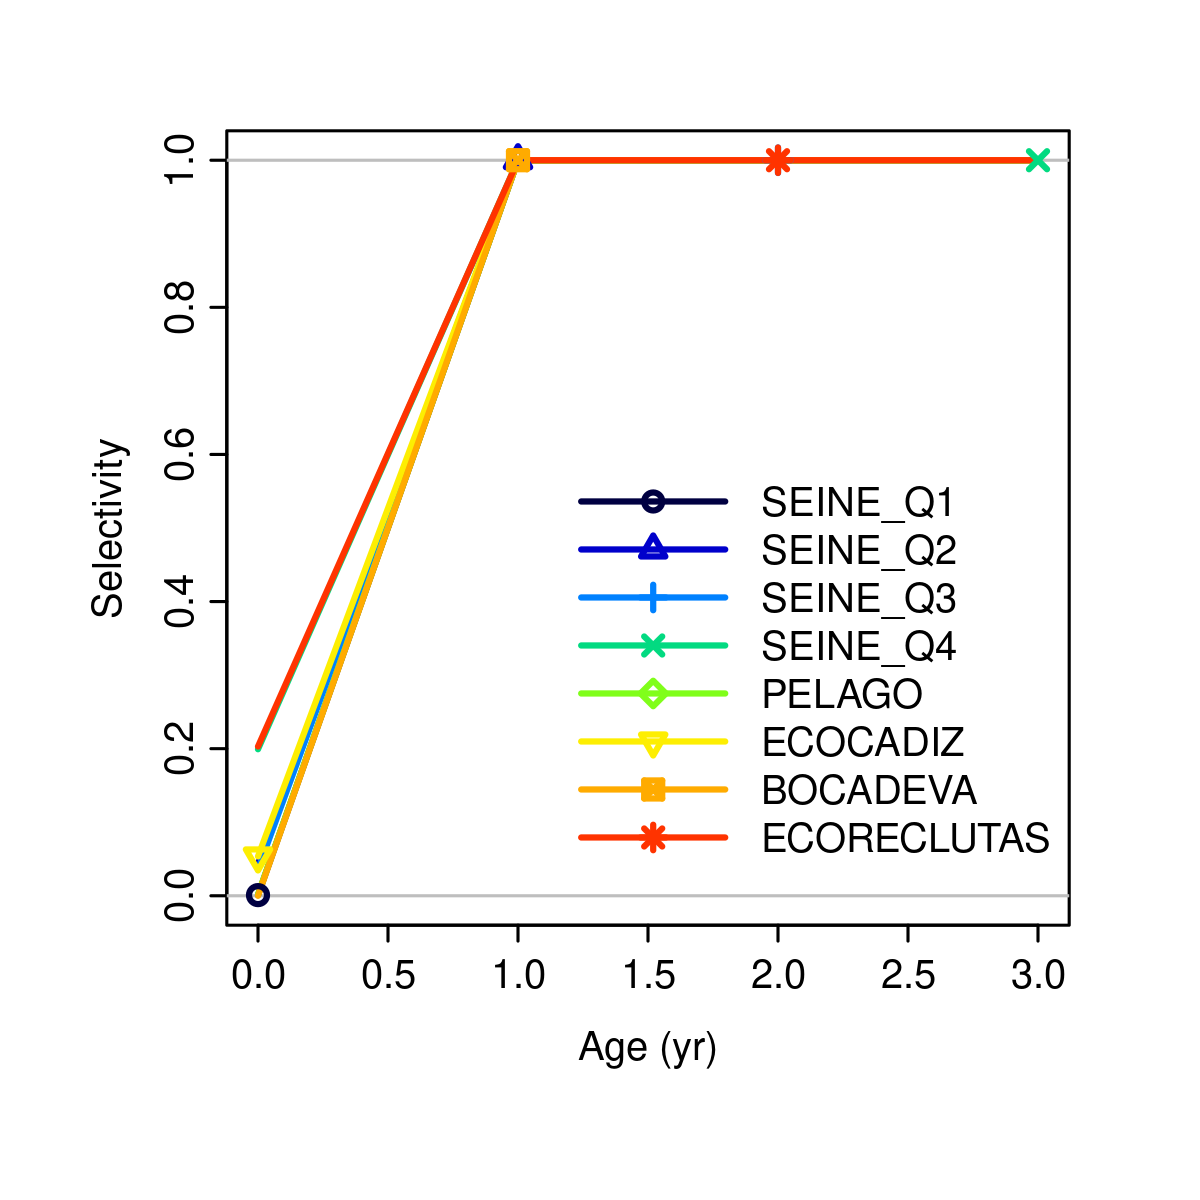 1.0
0.8
0.6
0.4
0.2
0.0
Selectivity
SEINE_Q1
SEINE_Q2
SEINE_Q3
SEINE_Q4
PELAGO
ECOCADIZ
BOCADEVA
ECORECLUTAS
0.0 0.5 1.0 1.5 2.0 2.5 3.0
Age (yr)